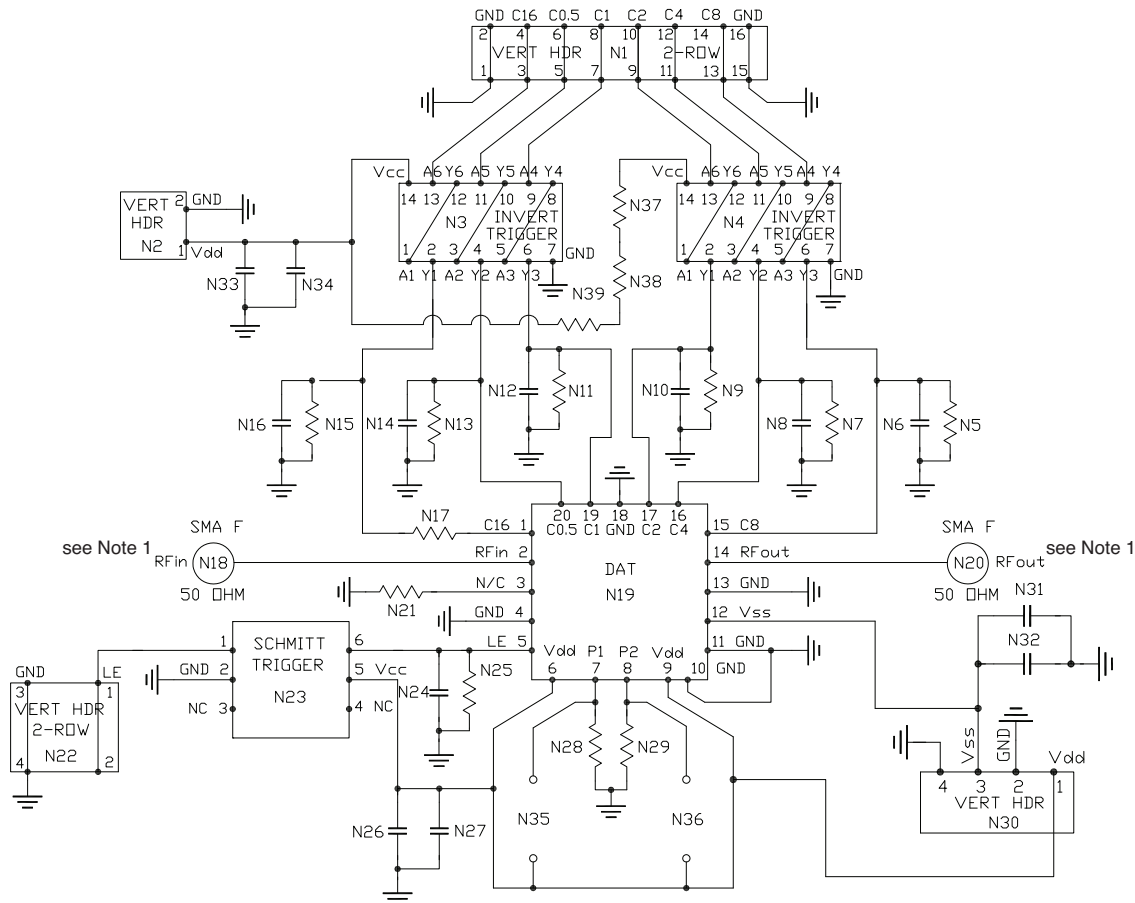 GND C16 C0.5 C1 C2 C4 C8 GND
2 4 6 8 10 12 14 16
VERT HDR N1 2-ROW
1 3 5 7 9 11 13 15
Vcc A6 Y6 A5 Y5 A4 Y4
14 13 12 11 10 9 8
N3 INVERT
TRIGGER
1 2 3 4 5 6 7 GND
A1 Y1 A2 Y2 A3 Y3
N37
N38
N39
Vcc A6 Y6 A5 Y5 A4 Y4
14 13 12 11 10 9 8
N4 INVERT
TRIGGER
1 2 3 4 5 6 7
GND
A1 Y1 A2 Y2 A3 Y3
VERT 2 GND
HDR
N2 1 Vdd
N33 N34
N16 N15 N14 N13 N12 N11 N10 N9 N8 N7 N6 N5
N17
20 19 18 17 16
C0.5 C1 GND C2 C4
C16 1
RFin 2
N/C 3
GND 4
LE 5
DAT
N19
15 C8
14 RFout
13 GND
12 Vss
11 GND
Vdd P1 P2 Vdd
6 7 8 9 10
GND
SMA F
see Note 1
RFin N18
50 OHM
SMA F
see Note 1
N20 RFout
50 OHM
N21
N31
N32
1 SCHMITT 6
TRIGGER
GND 2 5 Vcc
N23
NC 3 4 NC
N24 N25
GND LE
3 1
VERT HDR
2-ROW
N22
4 2
N26 N27
N28 N29
N35 N36
Vss GND Vdd
4 3 2 1
VERT HDR
N30